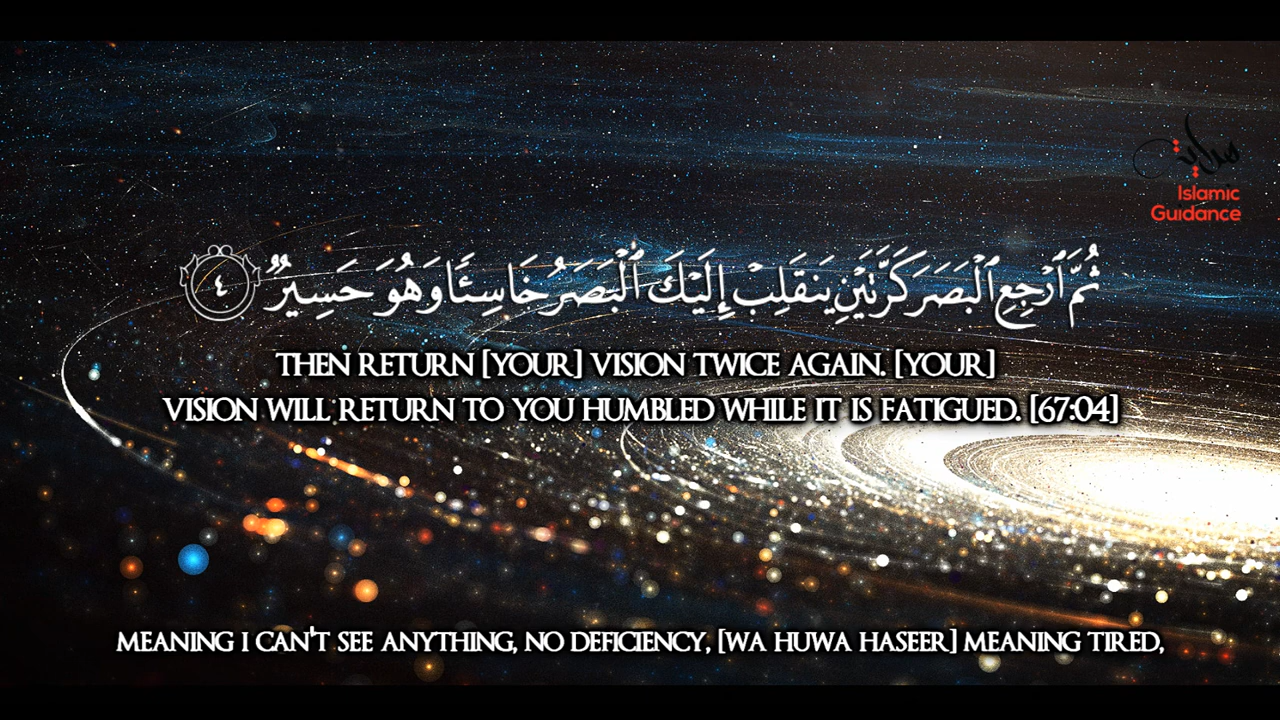 هداية
Islamic
Guidance
ثُمَّ ٱرْجِعِ ٱلْبَصَرَ كَرَّتَيْنِ يَنقَلِبْ إِلَيْكَ ٱلْبَصَرُ خَاسِئًا وَهُوَ حَسِيرٌ ٤
THEN RETURN [YOUR] VISION TWICE AGAIN. [YOUR]
VISION WILL RETURN TO YOU HUMBLED WHILE IT IS FATIGUED. [67:04]
MEANING I CAN'T SEE ANYTHING, NO DEFICIENCY, [WA HUWA HASEER] MEANING TIRED,